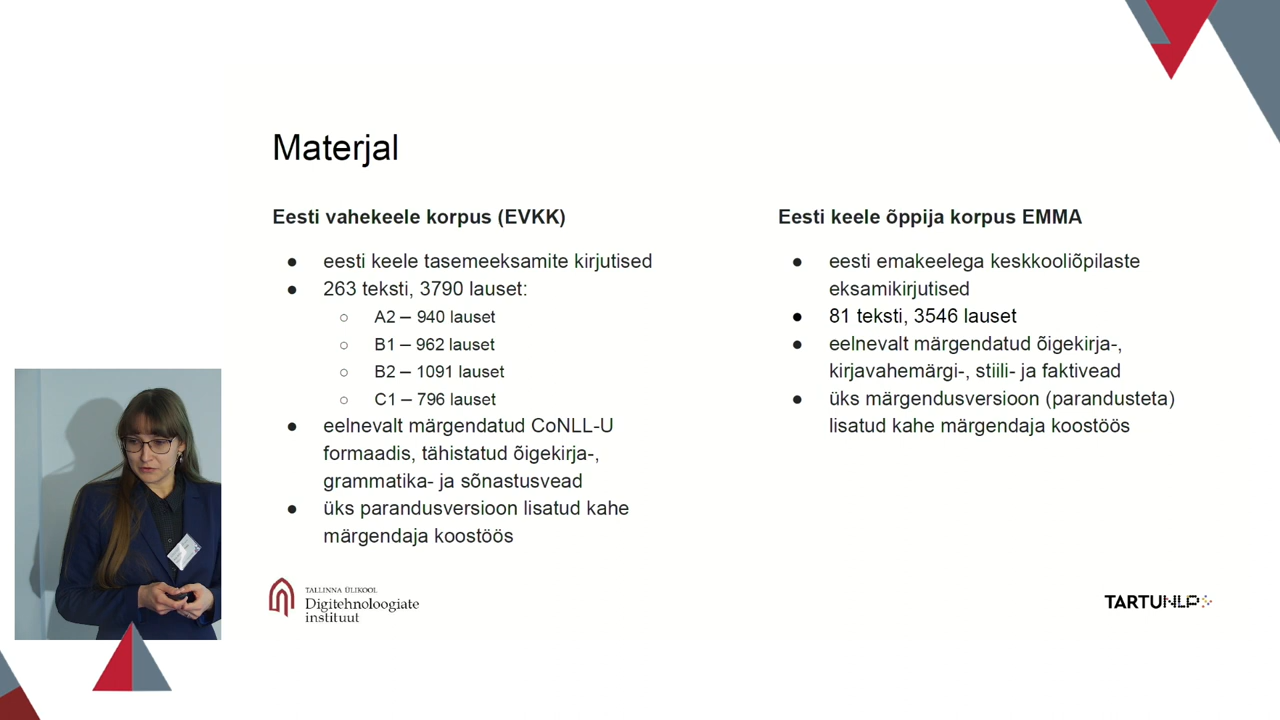 Materjal
Eesti vahekeele korpus (EVKK)
● eesti keele tasemeeksamite kirjutised
● 263 teksti, 3790 lauset:
○ A2 – 940 lauset
○ B1 – 962 lauset
○ B2 – 1091 lauset
○ C1 – 796 lauset
● eelnevalt märgendatud CoNLL-U
formaadis, tähistatud õigekirja-,
grammatika- ja sõnastusvead
● üks parandusversioon lisatud kahe
märgendaja koostöös
Eesti keele õppija korpus EMMA
● eesti emakeelega keskkooliõpilaste
eksamikirjutised
● 81 teksti, 3546 lauset
● eelnevalt märgendatud õigekirja-,
kirjavahemärgi-, stiili- ja faktivead
● üks märgendusversioon (parandusteta)
lisatud kahe märgendaja koostöös
TALLINNA ÜLIKOOL
Digitehnoloogiate
instituut
TARTUNLP